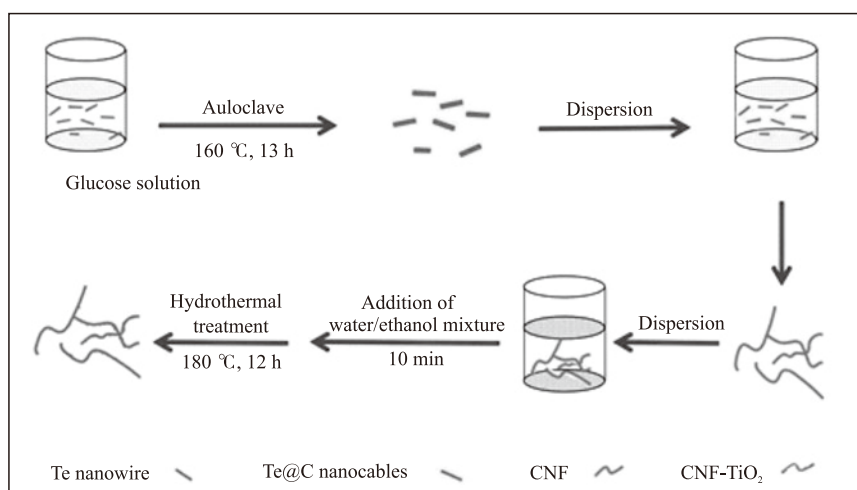 Auloclave
160 ℃, 13 h
Glucose solution
Dispersion
Hydrothermal
treatment
180 ℃, 12 h
Addition of
water/ethanol mixture
10 min
Dispersion
Te nanowire
Te@C nanocables
CNF
CNF-TiO₂